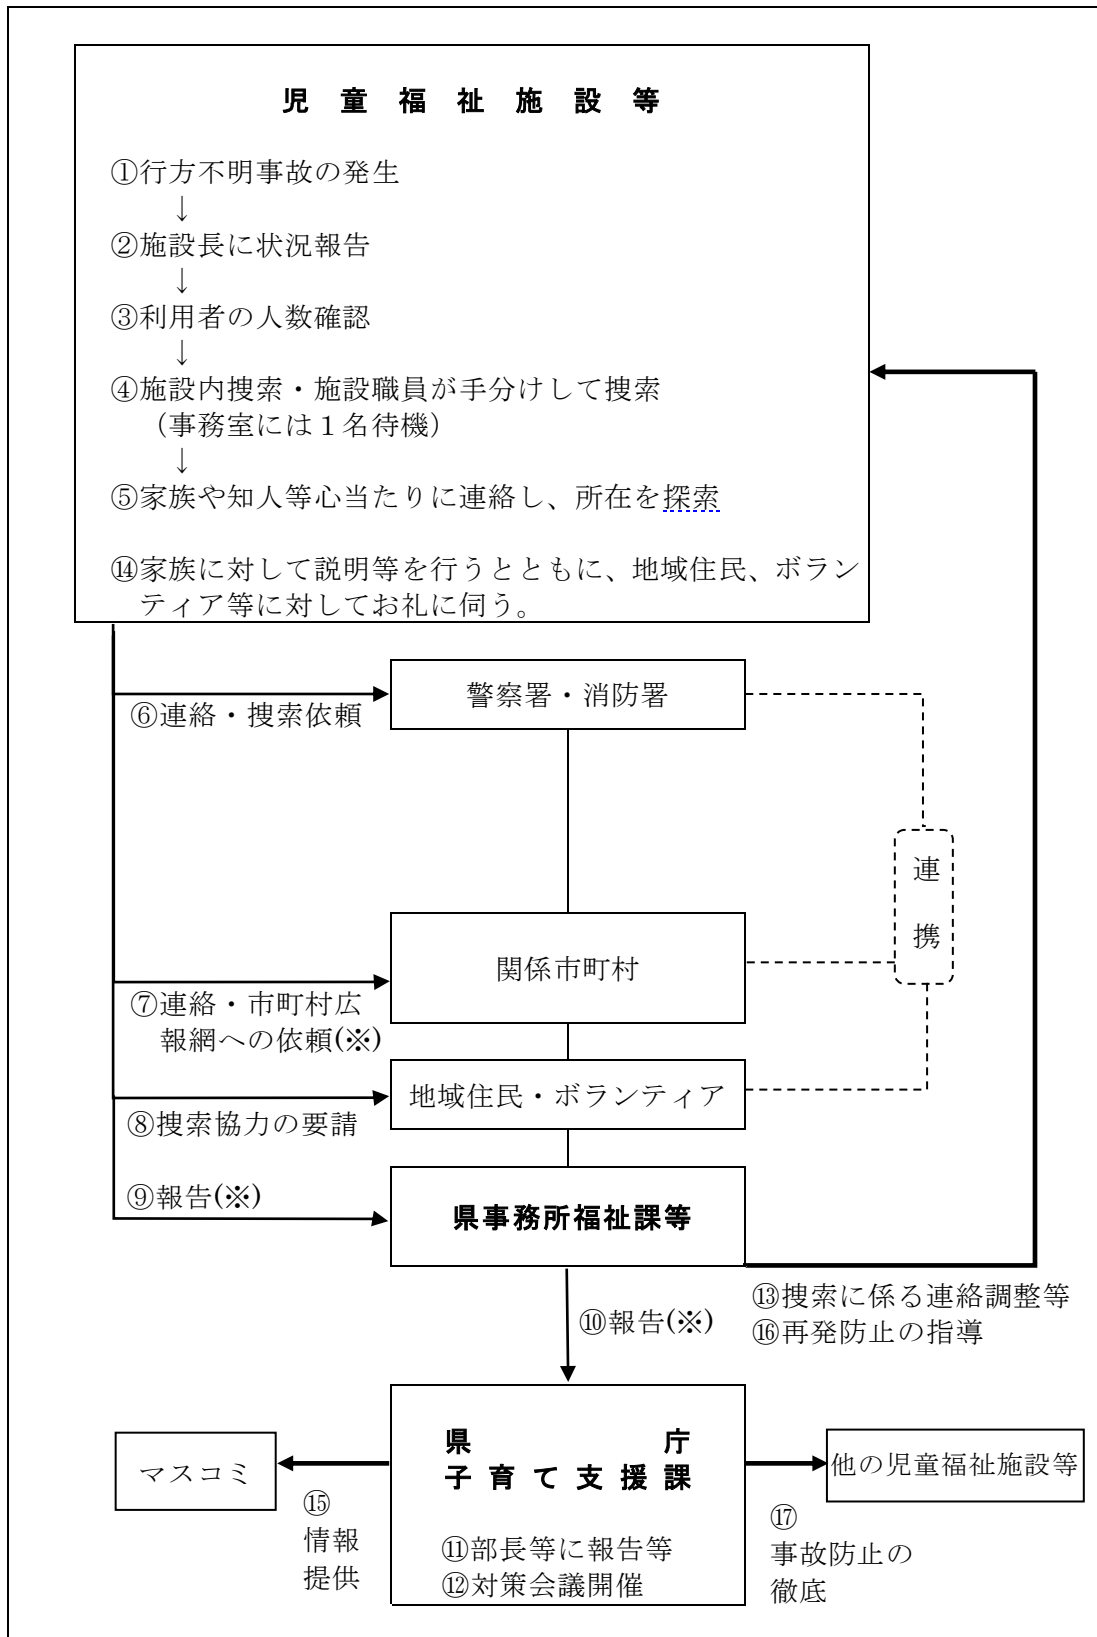 児 童 福 祉 施 設 等
①行方不明事故の発生
↓
②施設長に状況報告
↓
③利用者の人数確認
↓
④施設内捜索・施設職員が手分けして捜索
（事務室には１名待機）
↓
⑤家族や知人等心当たりに連絡し、所在を探索
⑭家族に対して説明等を行うとともに、地域住民、ボラン
ティア等に対してお礼に伺う。
警察署・消防署
⑥連絡・捜索依頼
連
携
関係市町村
⑦連絡・市町村広
報網への依頼(※)
地域住民・ボランティア
⑧捜索協力の要請
⑨報告(※)
県事務所福祉課等
⑬捜索に係る連絡調整等
⑯再発防止の指導
⑩報告(※)
県 庁
子 育 て 支 援 課
⑪部長等に報告等
⑫対策会議開催
マスコミ
⑮
情報
提供
他の児童福祉施設等
⑰
事故防止の
徹底